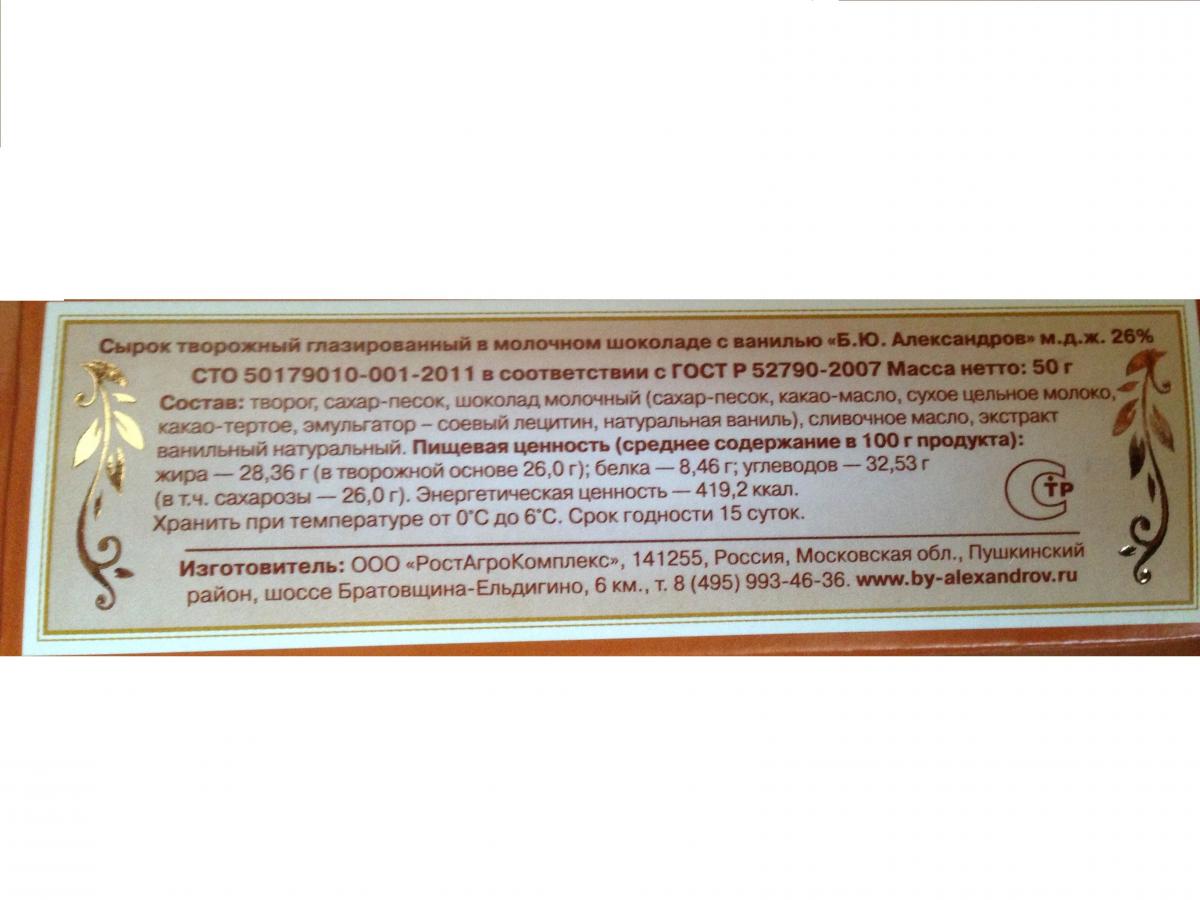 Сырок творожный глазированный в молочном шоколаде с ванилью «Б.Ю. Александров» м.д.ж. 26%
СТО 50179010-001-2011 в соответствии с ГОСТ Р 52790-2007 Масса нетто: 50 г
Состав: творог, сахар-песок, шоколад молочный (сахар-песок, какао-масло, сухое цельное молоко,
какао-тертое, эмульгатор – соевый лецитин, натуральная ваниль), сливочное масло, экстракт
ванильный натуральный. Пищевая ценность (среднее содержание в 100 г продукта):
жира — 28,36 г (в творожной основе 26,0 г); белка — 8,46 г; углеводов — 32,53 г
(в т.ч. сахарозы — 26,0 г). Энергетическая ценность — 419,2 ккал.
Хранить при температуре от 0°С до 6°С. Срок годности 15 суток.
СТР
Изготовитель: ООО «РостАгроКомплекс», 141255, Россия, Московская обл., Пушкинский
район, шоссе Братовщина-Ельдигино, 6 км., т. 8 (495) 993-46-36. www.by-alexandrov.ru